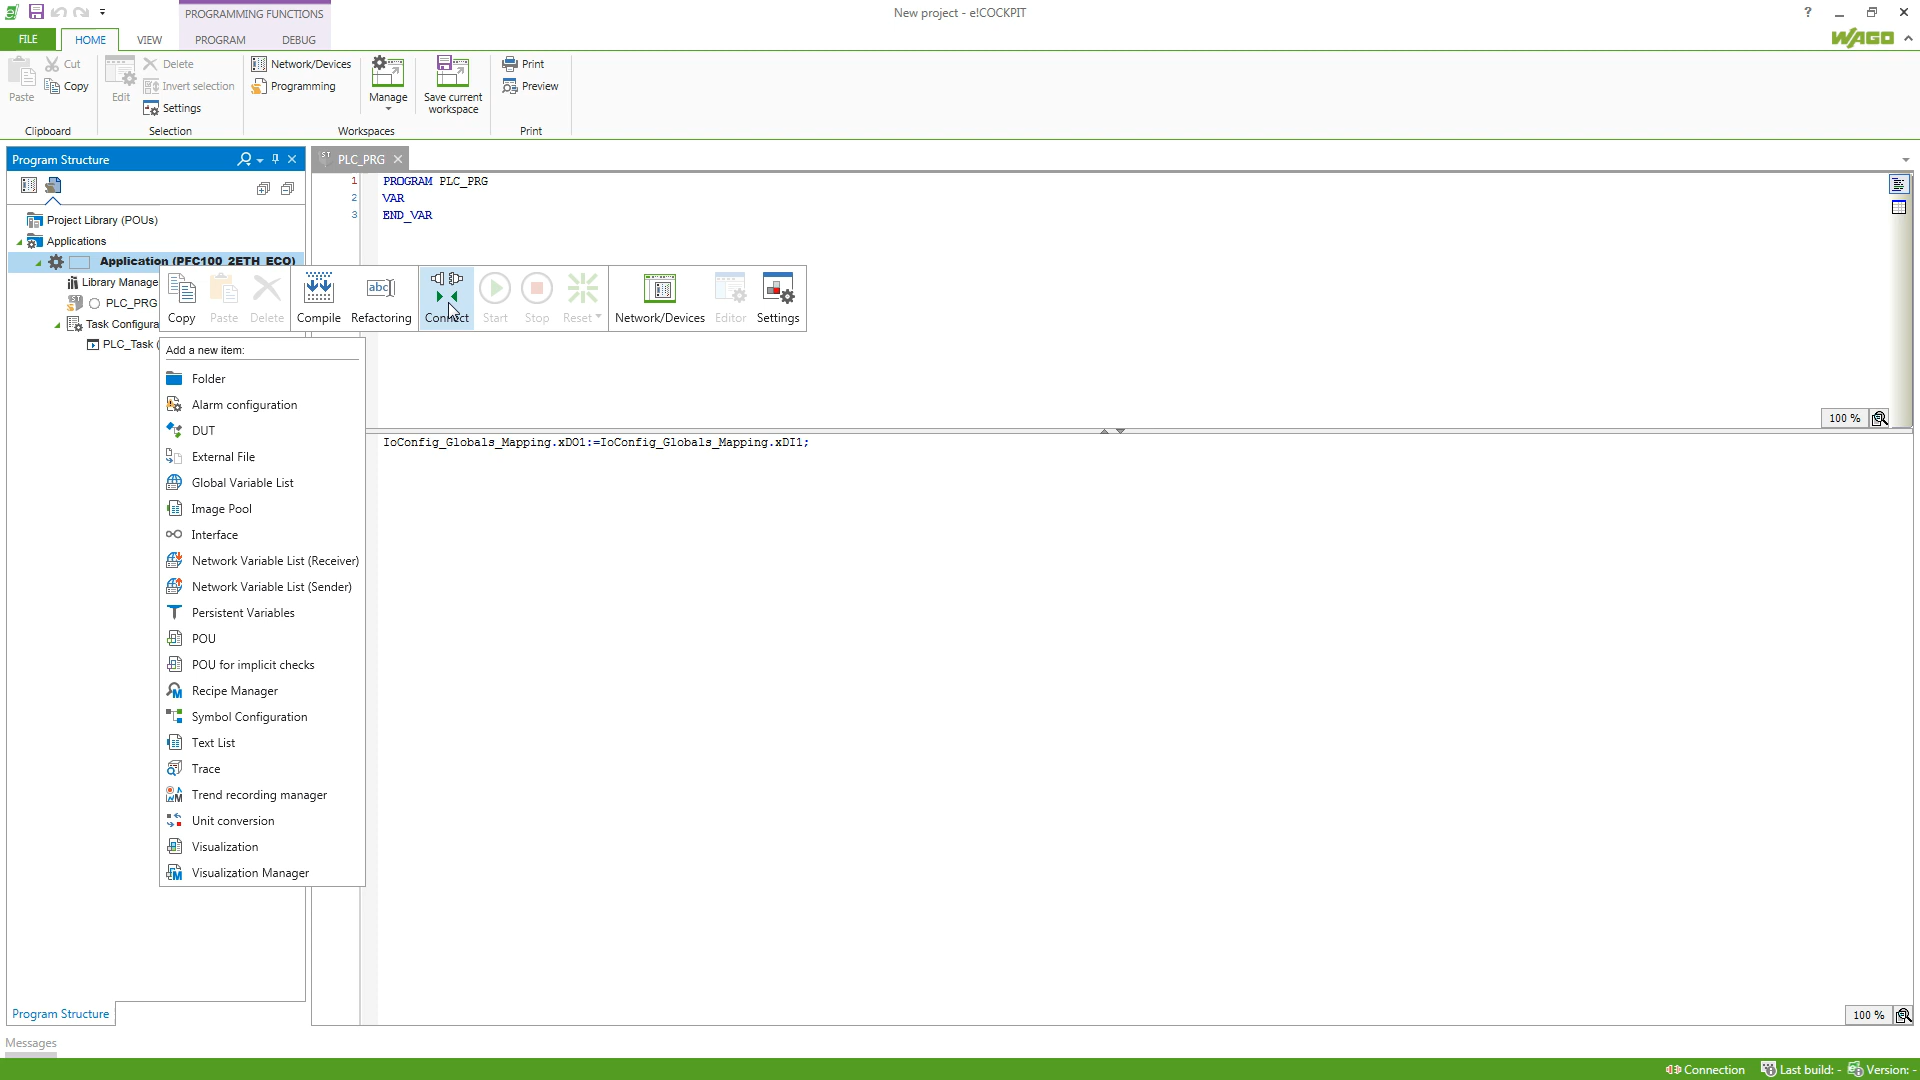 PROGRAMMING FUNCTIONS
New project - e!COCKPIT
FILE
HOME
VIEW
PROGRAM
DEBUG
WAGO
Paste
Cut
Copy
Clipboard
Edit
Delete
Invert selection
Settings
Selection
Network/Devices
Programming
Manage
Save current
workspace
Workspaces
Print
Preview
Print
Program Structure
PLC_PRG
Project Library (POUs)
Applications
Application (PFC100_2ETH_ECO)
Library Manage
PLC_PRG
Task Configura
PLC_Task (
1 PROGRAM PLC_PRG
2 VAR
3 END_VAR
Copy
Paste
Delete
Compile
Refactoring
Connect
Start
Stop
Reset
Network/Devices
Editor
Settings
Add a new item:
Folder
Alarm configuration
DUT
External File
Global Variable List
Image Pool
Interface
Network Variable List (Receiver)
Network Variable List (Sender)
Persistent Variables
POU
POU for implicit checks
Recipe Manager
Symbol Configuration
Text List
Trace
Trend recording manager
Unit conversion
Visualization
Visualization Manager
100 %
IoConfig_Globals_Mapping.xDO1:=IoConfig_Globals_Mapping.xDI1;
100 %
Program Structure
Messages
Connection
Last build: -
Version: -